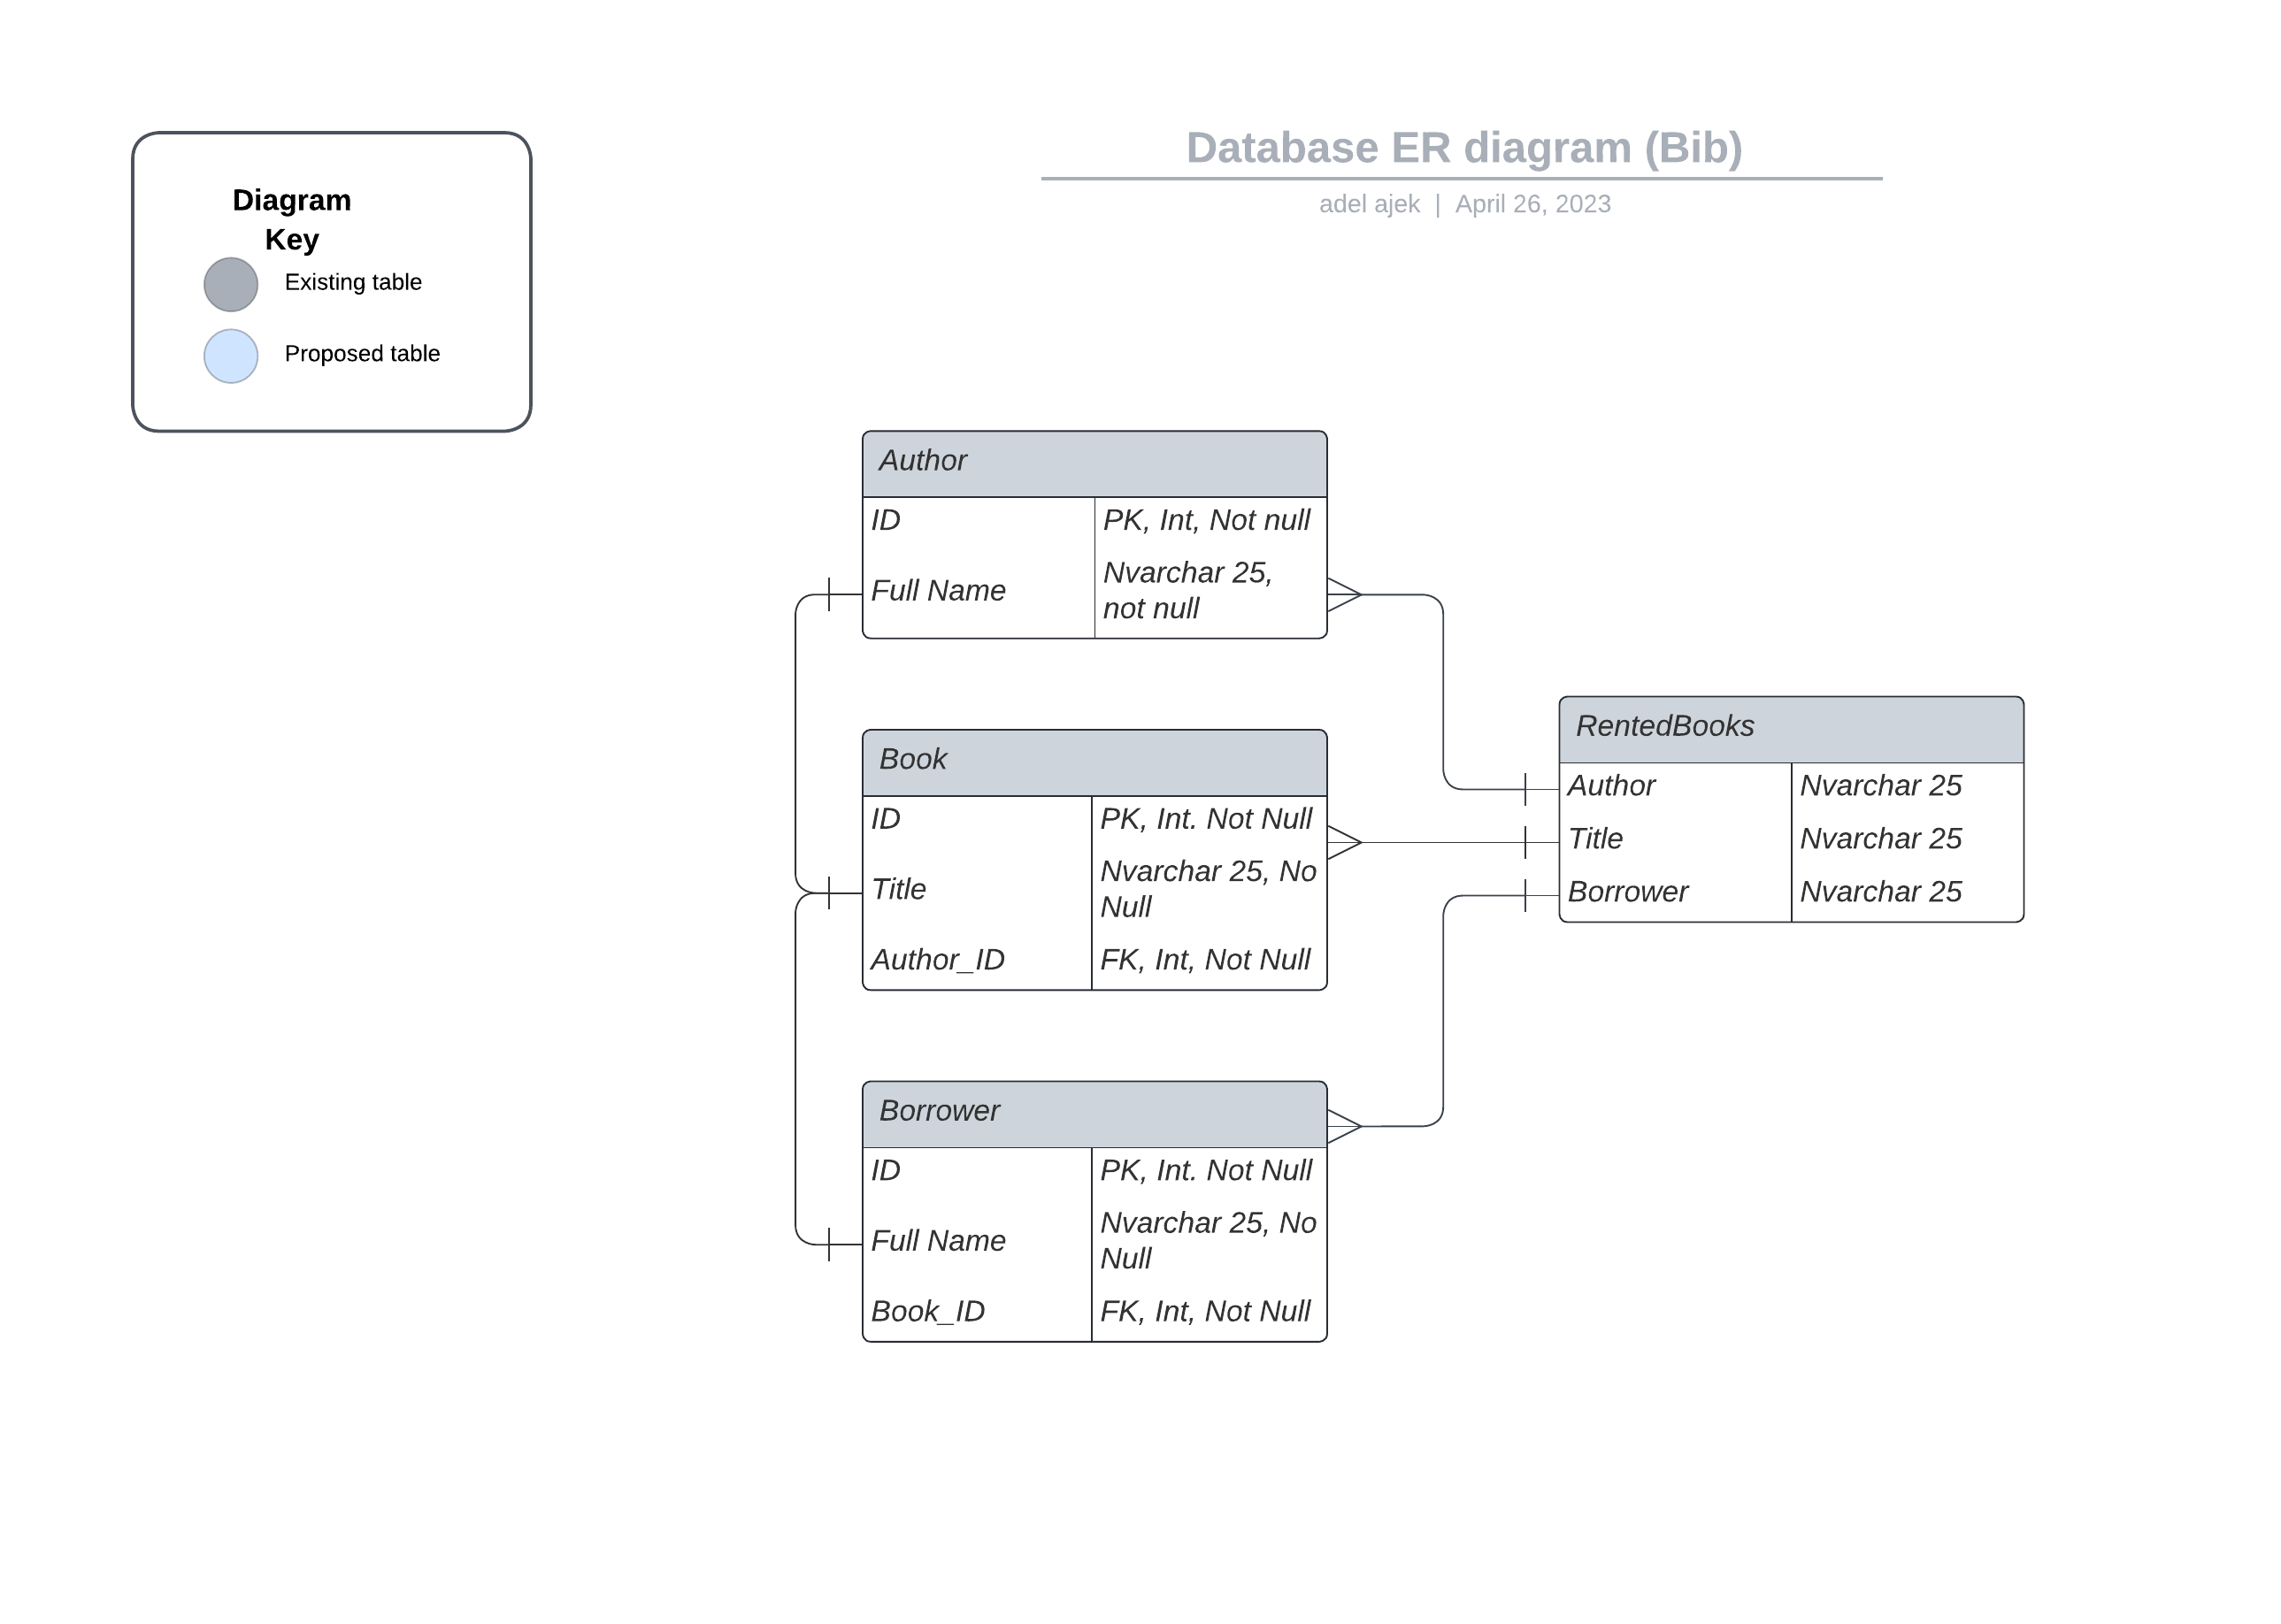 Database ER diagram (Bib)
adel ajek | April 26, 2023
Diagram
Key
Existing table
Proposed table
Author
ID PK, Int, Not null
Full Name Nvarchar 25,
not null
Book
ID PK, Int. Not Null
Title Nvarchar 25, No
Null
Author_ID FK, Int, Not Null
Borrower
ID PK, Int. Not Null
Full Name Nvarchar 25, No
Null
Book_ID FK, Int, Not Null
RentedBooks
Author Nvarchar 25
Title Nvarchar 25
Borrower Nvarchar 25